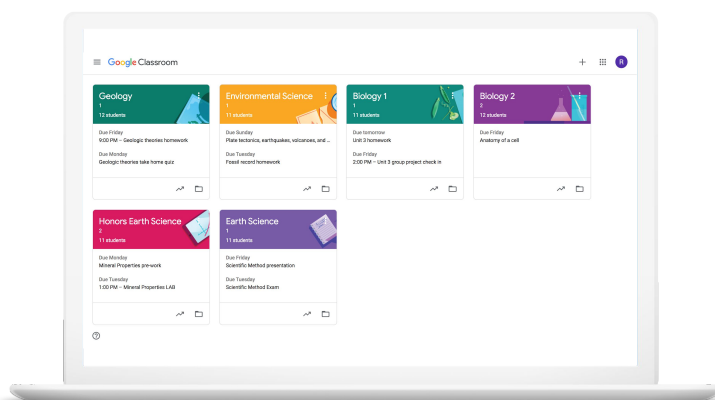 Google Classroom
+
R
Geology
1
12 students
Due Friday
9:00 PM – Geologic theories homework
Due Monday
Geologic theories take home quiz
Environmental Science
1
11 students
Due Sunday
Plate tectonics, earthquakes, volcanoes, and ...
Due Tuesday
Fossil record homework
Biology 1
1
11 students
Due tomorrow
Unit 3 homework
Due Friday
2:00 PM – Unit 3 group project check in
Biology 2
2
12 students
Due Friday
Anatomy of a cell
Honors Earth Science
2
11 students
Due Monday
Mineral Properties pre-work
Due Tuesday
1:00 PM – Mineral Properties LAB
Earth Science
1
11 students
Due Friday
Scientific Method presentation
Due Tuesday
Scientific Method Exam
?